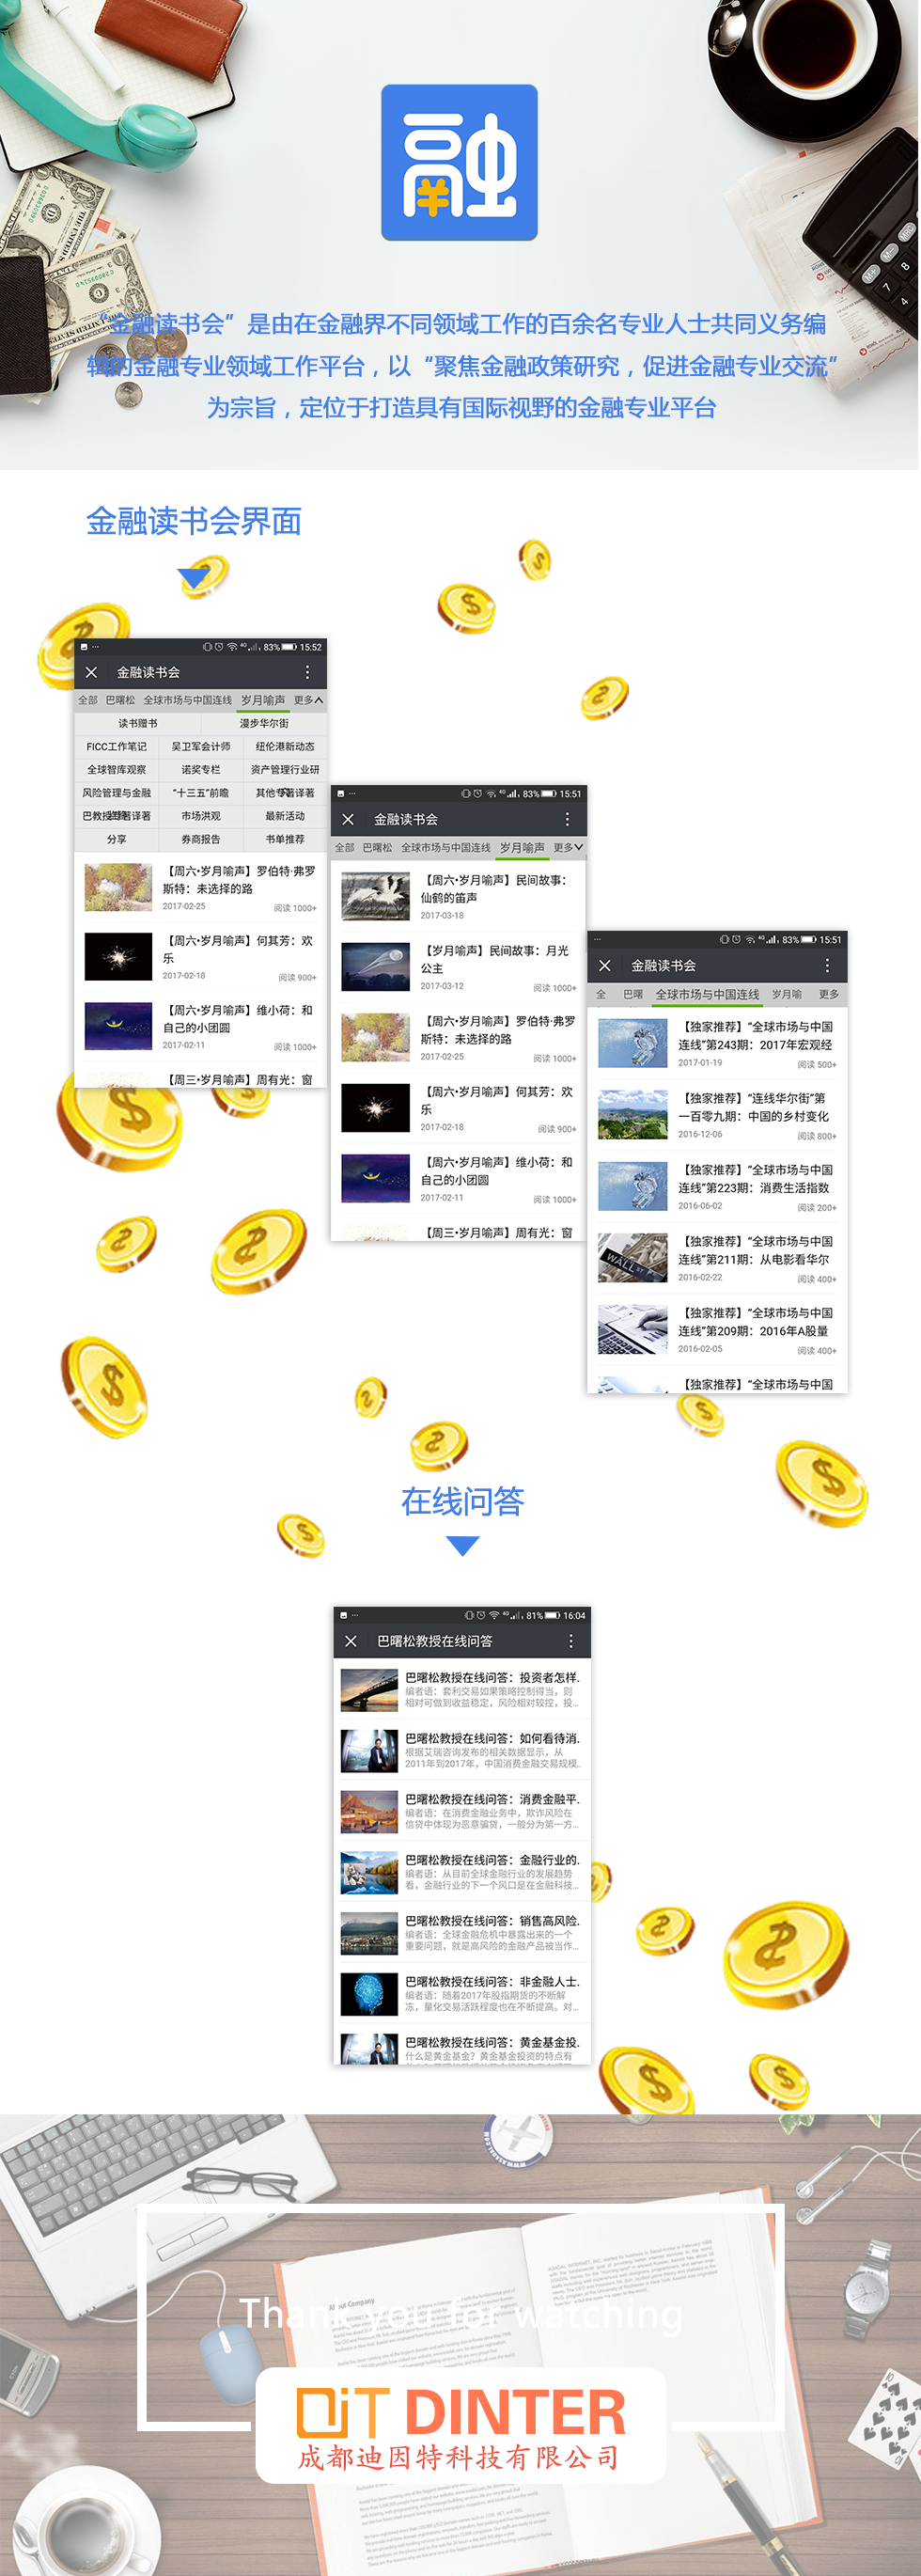 融
“金融读书会”是由在金融界不同领域工作的百余名专业人士共同义务编
辑的金融专业领域工作平台，以“聚焦金融政策研究，促进金融专业交流”
为宗旨，定位于打造具有国际视野的金融专业平台
金融读书会界面
83% 15:52
金融读书会
全部 巴曙松 全球市场与中国连线 岁月喻声 更多
读书赠书 漫步华尔街
FICC工作笔记 吴卫军会计师 纽伦港新动态
全球智库观察 诺奖专栏 资产管理行业研
风险管理与金融 “十三五”前瞻 其他专著译著
巴教授专著译著 市场洪观 最新活动
分享 券商报告 书单推荐
【周六•岁月喻声】罗伯特·弗罗
斯特：未选择的路
2017-02-25 阅读 1000+
【周六•岁月喻声】何其芳：欢
乐
2017-02-18 阅读 900+
【周六•岁月喻声】维小荷：和
自己的小团圆
2017-02-11 阅读 1000+
【周三•岁月喻声】周有光：窗
83% 15:51
金融读书会
全部 巴曙松 全球市场与中国连线 岁月喻声 更多
【周六•岁月喻声】民间故事：
仙鹤的笛声
2017-03-18
【岁月喻声】民间故事：月光
公主
2017-03-12 阅读 1000+
【周六•岁月喻声】罗伯特·弗罗
斯特：未选择的路
2017-02-25 阅读 1000+
【周六•岁月喻声】何其芳：欢
乐
2017-02-18 阅读 900+
【周六•岁月喻声】维小荷：和
自己的小团圆
2017-02-11 阅读 1000+
【周三•岁月喻声】周有光：窗
83% 15:51
金融读书会
全 巴曙 全球市场与中国连线 岁月喻 更多
【独家推荐】“全球市场与中国
连线”第243期：2017年宏观经
2017-01-19 阅读 500+
【独家推荐】“连线华尔街”第
一百零九期：中国的乡村变化
2016-12-06 阅读 800+
【独家推荐】“全球市场与中国
连线”第223期：消费生活指数
2016-06-02 阅读 200+
【独家推荐】“全球市场与中国
连线”第211期：从电影看华尔
2016-02-22 阅读 400+
【独家推荐】“全球市场与中国
连线”第209期：2016年A股量
2016-02-05 阅读 400+
【独家推荐】“全球市场与中国
在线问答
81% 16:04
巴曙松教授在线问答
巴曙松教授在线问答：投资者怎样.
编者语：套利交易如果策略控制得当，则
相对可做到收益稳定，风险相对较控，投...
巴曙松教授在线问答：如何看待消.
根据艾瑞咨询发布的相关数据显示，从
2011年到2017年，中国消费金融交易规模..
巴曙松教授在线问答：消费金融平.
编者语：在消费金融业务中，欺诈风险在
信贷中体现为恶意骗贷，一般分为第一方...
巴曙松教授在线问答：金融行业的.
编者语：从目前全球金融行业的发展趋势
看，金融行业的下一个风口是在金融科技...
巴曙松教授在线问答：销售高风险.
编者语：全球金融危机中暴露出来的一个
重要问题，就是高风险的金融产品被当作...
巴曙松教授在线问答：非金融人士.
编者语：随着2017年股指期货的不断解
冻，量化交易活跃程度也在不断提高。对...
巴曙松教授在线问答：黄金基金投.
什么是黄金基金？黄金基金投资的特点有
Thank you for watching
DIT DINTER
成都迪因特科技有限公司